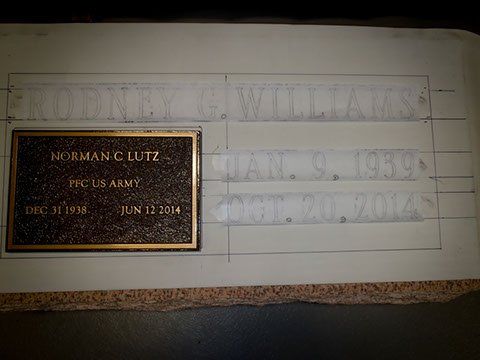 RODNEY G. WILLIAMS
JAN. 9, 1939
OCT. 20, 2014
NORMAN C LUTZ
PFC US ARMY
DEC 31 1938 JUN 12 2014